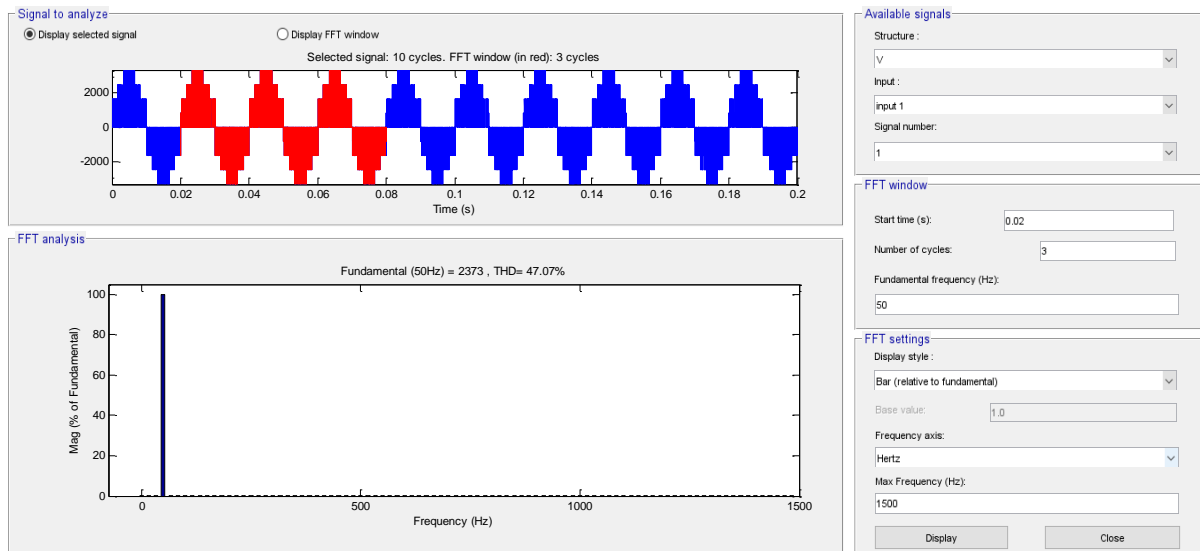 Signal to analyze
Display selected signal
Display FFT window
Selected signal: 10 cycles. FFT window (in red): 3 cycles
2000
0
-2000
0 0.02 0.04 0.06 0.08 0.1 0.12 0.14 0.16 0.18 0.2
Time (s)
FFT analysis
Fundamental (50Hz) = 2373 , THD= 47.07%
100
80
60
40
20
0
Mag (% of Fundamental)
0 500 1000 1500
Frequency (Hz)
Available signals
Structure :
V
Input :
input 1
Signal number:
1
FFT window
Start time (s): 0.02
Number of cycles: 3
Fundamental frequency (Hz):
50
FFT settings
Display style :
Bar (relative to fundamental)
Base value: 1.0
Frequency axis:
Hertz
Max Frequency (Hz):
1500
Display Close